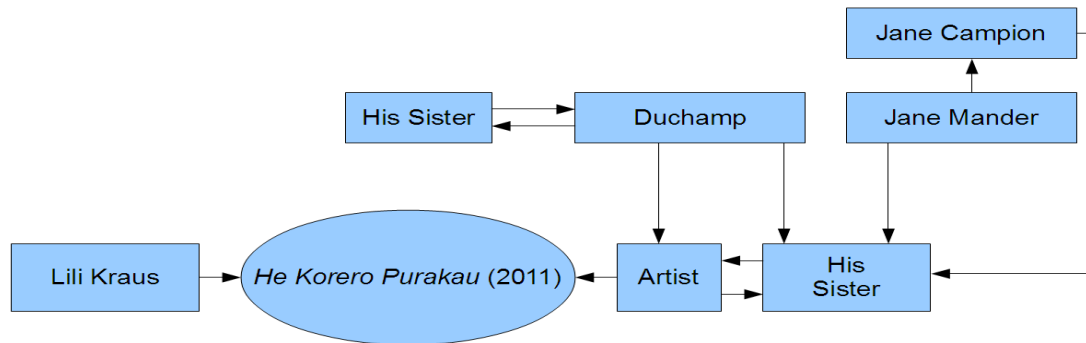 Jane Campion
His Sister
Duchamp
Jane Mander
Lili Kraus
He Korero Purakau (2011)
Artist
His
Sister